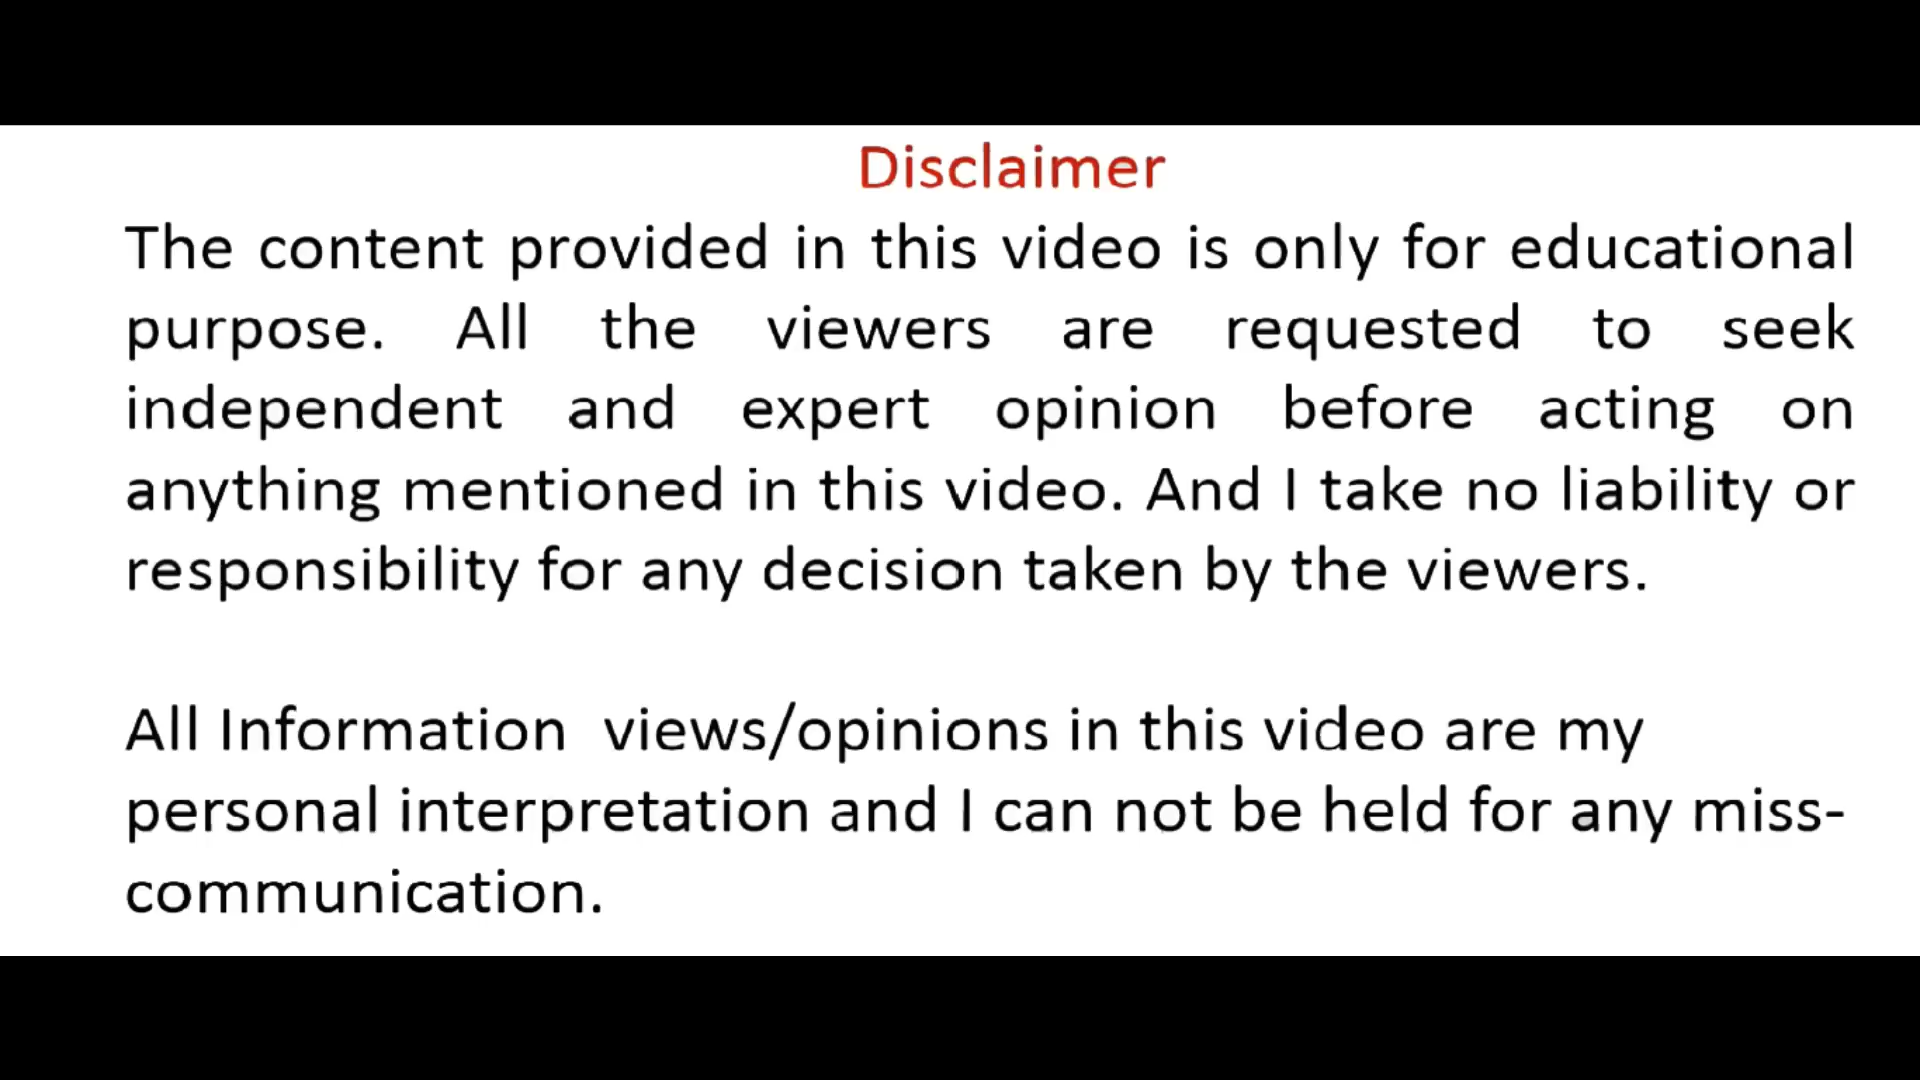 Disclaimer
The content provided in this video is only for educational
purpose. All the viewers are requested to seek
independent and expert opinion before acting on
anything mentioned in this video. And I take no liability or
responsibility for any decision taken by the viewers.
All Information  views/opinions in this video are my
personal interpretation and I can not be held for any miss-
communication.